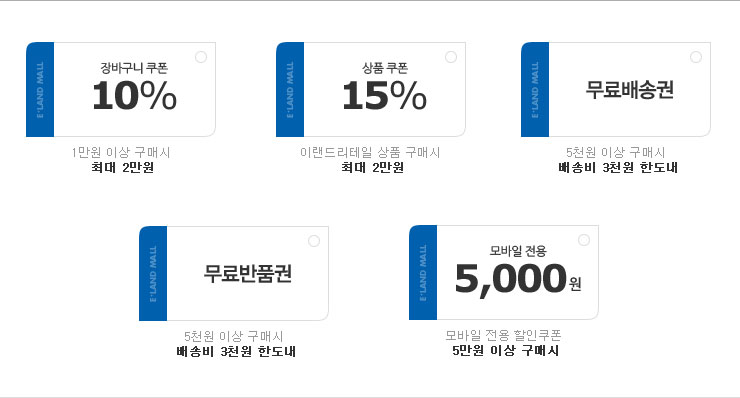 E·LAND MALL
장바구니 쿠폰
10%
1만원 이상 구매시
최대 2만원
E·LAND MALL
상품 쿠폰
15%
이랜드리테일 상품 구매시
최대 2만원
E·LAND MALL
무료배송권
5천원 이상 구매시
배송비 3천원 한도내
E·LAND MALL
무료반품권
5천원 이상 구매시
배송비 3천원 한도내
E·LAND MALL
모바일 전용
5,000원
모바일 전용 할인쿠폰
5만원 이상 구매시